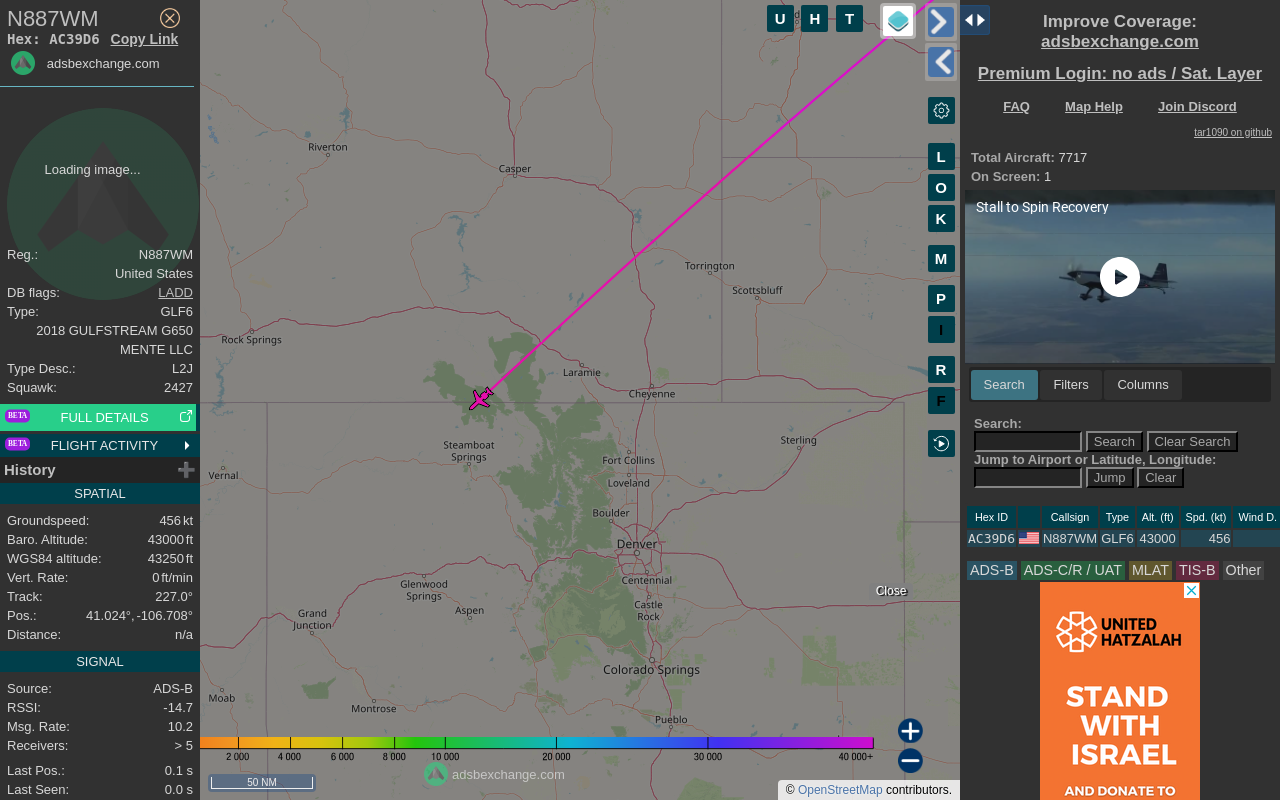 N887WM
Hex: AC39D6 Copy Link
adsbexchange.com
Loading image...
Reg.: N887WM
United States
DB flags: LADD
Type: GLF6
2018 GULFSTREAM G650
MENTE LLC
Type Desc.: L2J
Squawk: 2427
BETA FULL DETAILS
BETA FLIGHT ACTIVITY
History
SPATIAL
Groundspeed: 456 kt
Baro. Altitude: 43000 ft
WGS84 altitude: 43250 ft
Vert. Rate: 0 ft/min
Track: 227.0°
Pos.: 41.024°, -106.708°
Distance: n/a
SIGNAL
Source: ADS-B
RSSI: -14.7
Msg. Rate: 10.2
Receivers: > 5
Last Pos.: 0.1 s
Last Seen: 0.0 s
U H T
L
O
K
M
P
I
R
F
Riverton
Casper
Torrington
Scottsbluff
Rock Springs
Laramie
Cheyenne
Steamboat
Springs
Sterling
Vernal
Fort Collins
Loveland
Boulder
Denver
Centennial
Glenwood
Springs
Aspen
Castle
Rock
Grand
Junction
Colorado Springs
Moab
Montrose
Pueblo
Close
2 000 4 000 6 000 8 000 10 000 20 000 30 000 40 000+
adsbexchange.com
50 NM
© OpenStreetMap contributors.
Improve Coverage:
adsbexchange.com
Premium Login: no ads / Sat. Layer
FAQ Map Help Join Discord
tar1090 on github
Total Aircraft: 7717
On Screen: 1
Stall to Spin Recovery
Search Filters Columns
Search:
Search Clear Search
Jump to Airport or Latitude, Longitude:
Jump Clear
Hex ID Callsign Type Alt. (ft) Spd. (kt) Wind D.
AC39D6 N887WM GLF6 43000 456
ADS-B ADS-C/R / UAT MLAT TIS-B Other
UNITED
HATZALAH
STAND
WITH
ISRAEL
AND DONATE TO